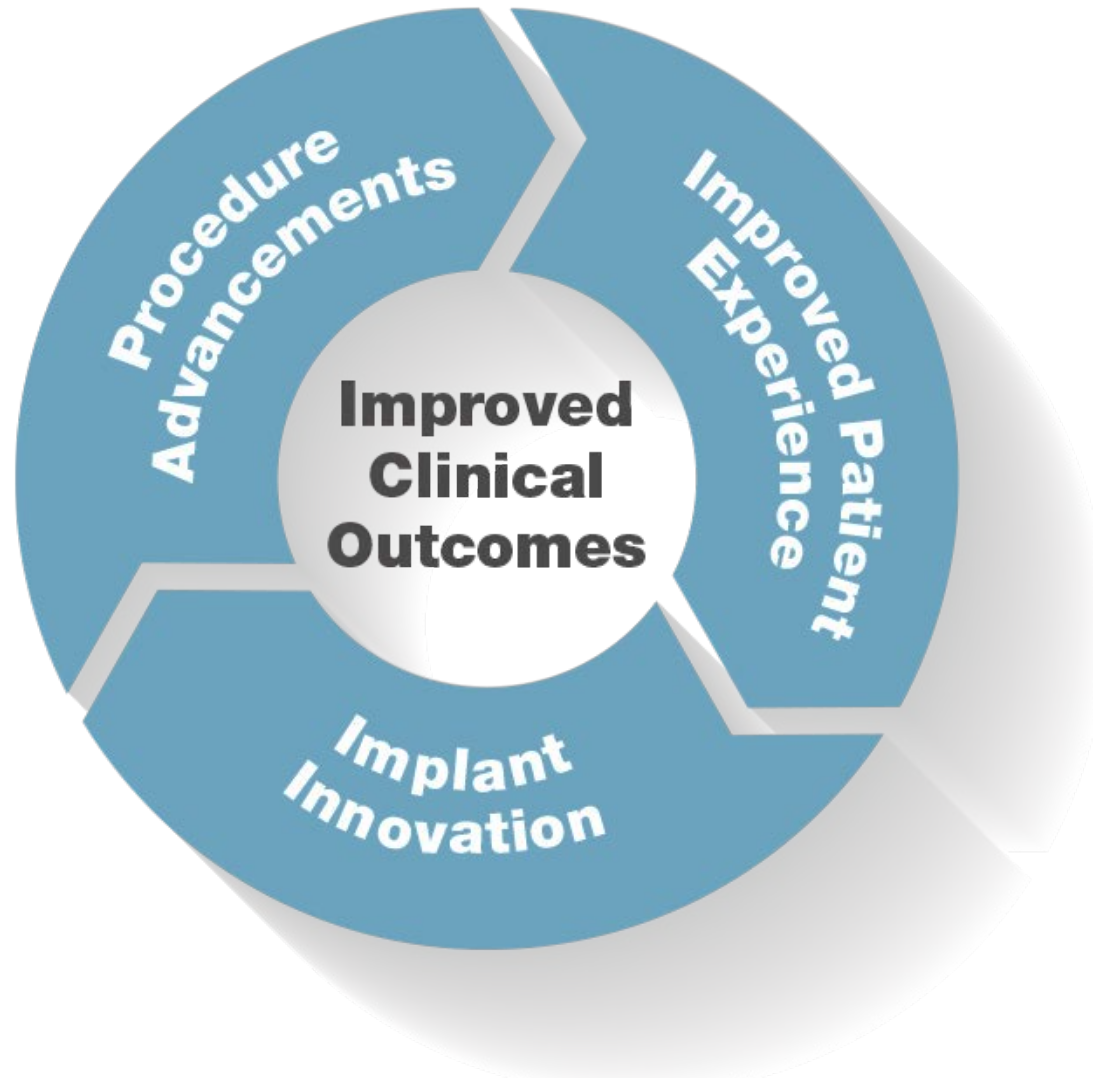 Procedure
Advancements
Improved Patient
Experience
Improved
Clinical
Outcomes
Implant
Innovation